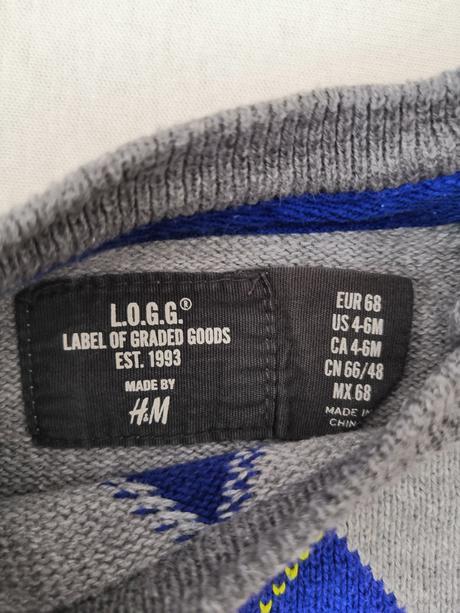 L.O.G.G.®
LABEL OF GRADED GOODS
EST. 1993
MADE BY
H&M
EUR 68
US 4-6M
CA 4-6M
CN 66/48
MX 68
MADE IN
CHIN